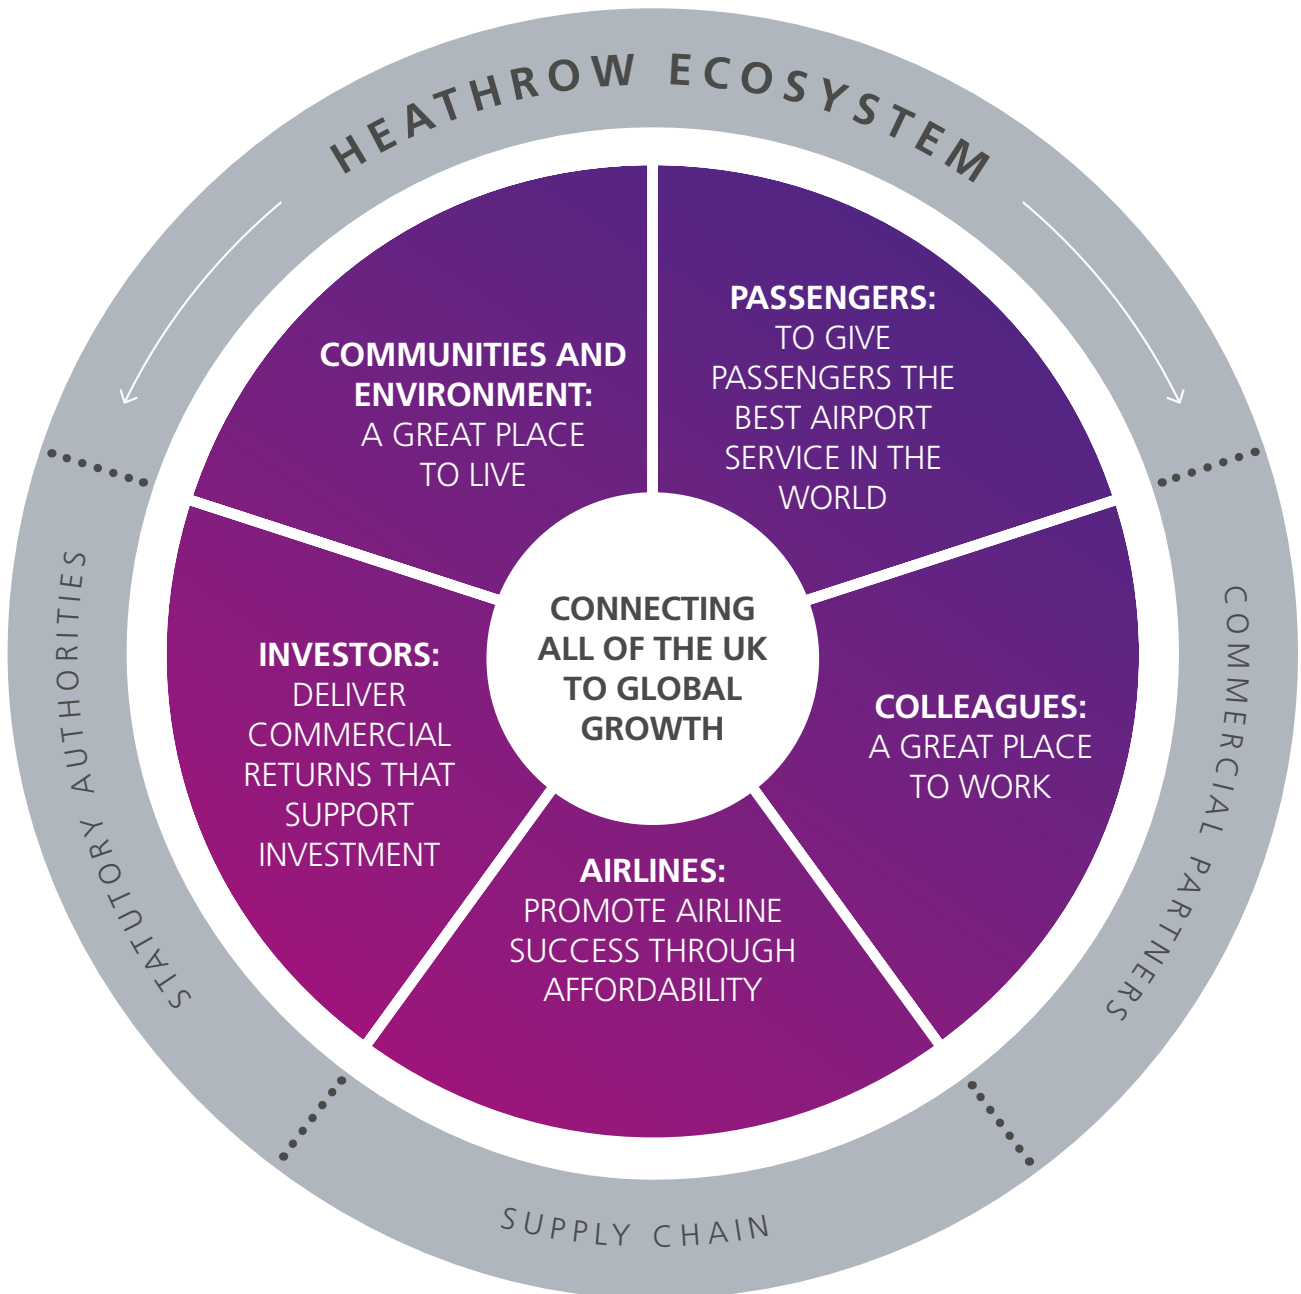 HEATHROW ECOSYSTEM
COMMUNITIES AND
ENVIRONMENT:
A GREAT PLACE
TO LIVE
PASSENGERS:
TO GIVE
PASSENGERS THE
BEST AIRPORT
SERVICE IN THE
WORLD
CONNECTING
ALL OF THE UK
TO GLOBAL
GROWTH
INVESTORS:
DELIVER
COMMERCIAL
RETURNS THAT
SUPPORT
INVESTMENT
COLLEAGUES:
A GREAT PLACE
TO WORK
AIRLINES:
PROMOTE AIRLINE
SUCCESS THROUGH
AFFORDABILITY
STATUTORY AUTHORITIES
COMMERCIAL PARTNERS
SUPPLY CHAIN